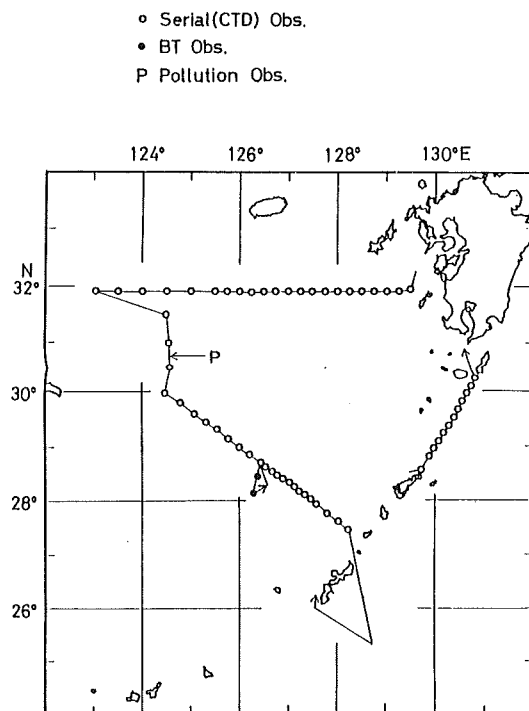 ○ Serial(CTD) Obs.
● BT Obs.
P Pollution Obs.
124° 126° 128° 130°E
N
32°
P
30°
28°
26°